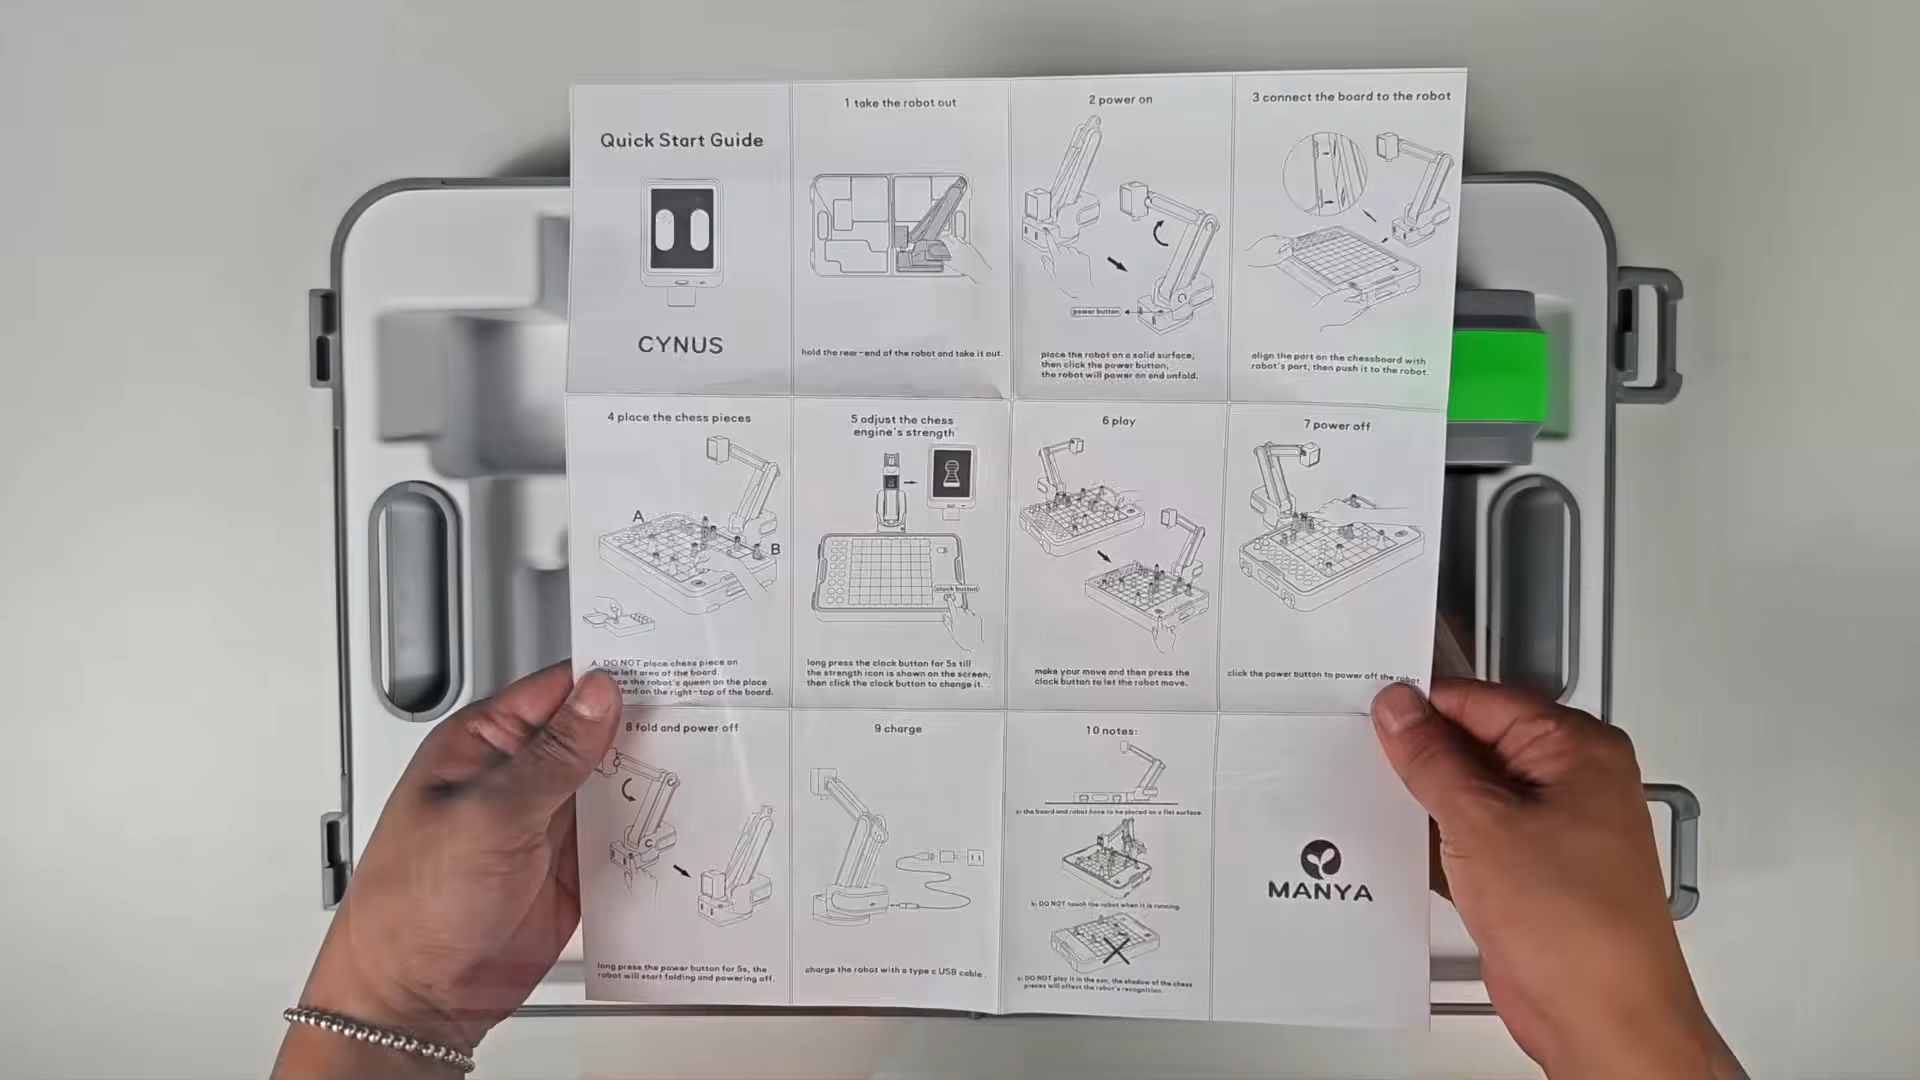 Quick Start Guide
CYNUS
1 take the robot out
hold the rear-end of the robot and take it out.
2 power on
power button
place the robot on a solid surface,
then click the power button,
the robot will power on and unfold.
3 connect the board to the robot
align the port on the chessboard with
robot's port, then push it to the robot.
4 place the chess pieces
A
B
A: DO NOT place chess piece on
the left area of the board.
the robot's queen on the place
on the right-top of the board.
5 adjust the chess
engine's strength
clock button
long press the clock button for 5s till
the strength icon is shown on the screen,
then click the clock button to change it.
6 play
make your move and then press the
clock button to let the robot move.
7 power off
click the power button to power off the robot.
8 fold and power off
C
long press the power button for 5s, the
robot will start folding and powering off.
9 charge
charge the robot with a type c USB cable.
10 notes:
a: the board and robot have to be placed on a flat surface.
b: DO NOT touch the robot when it is running.
c: DO NOT play it in the sun, the shadow of the chess
pieces will affect the robot's recognition.
MANYA